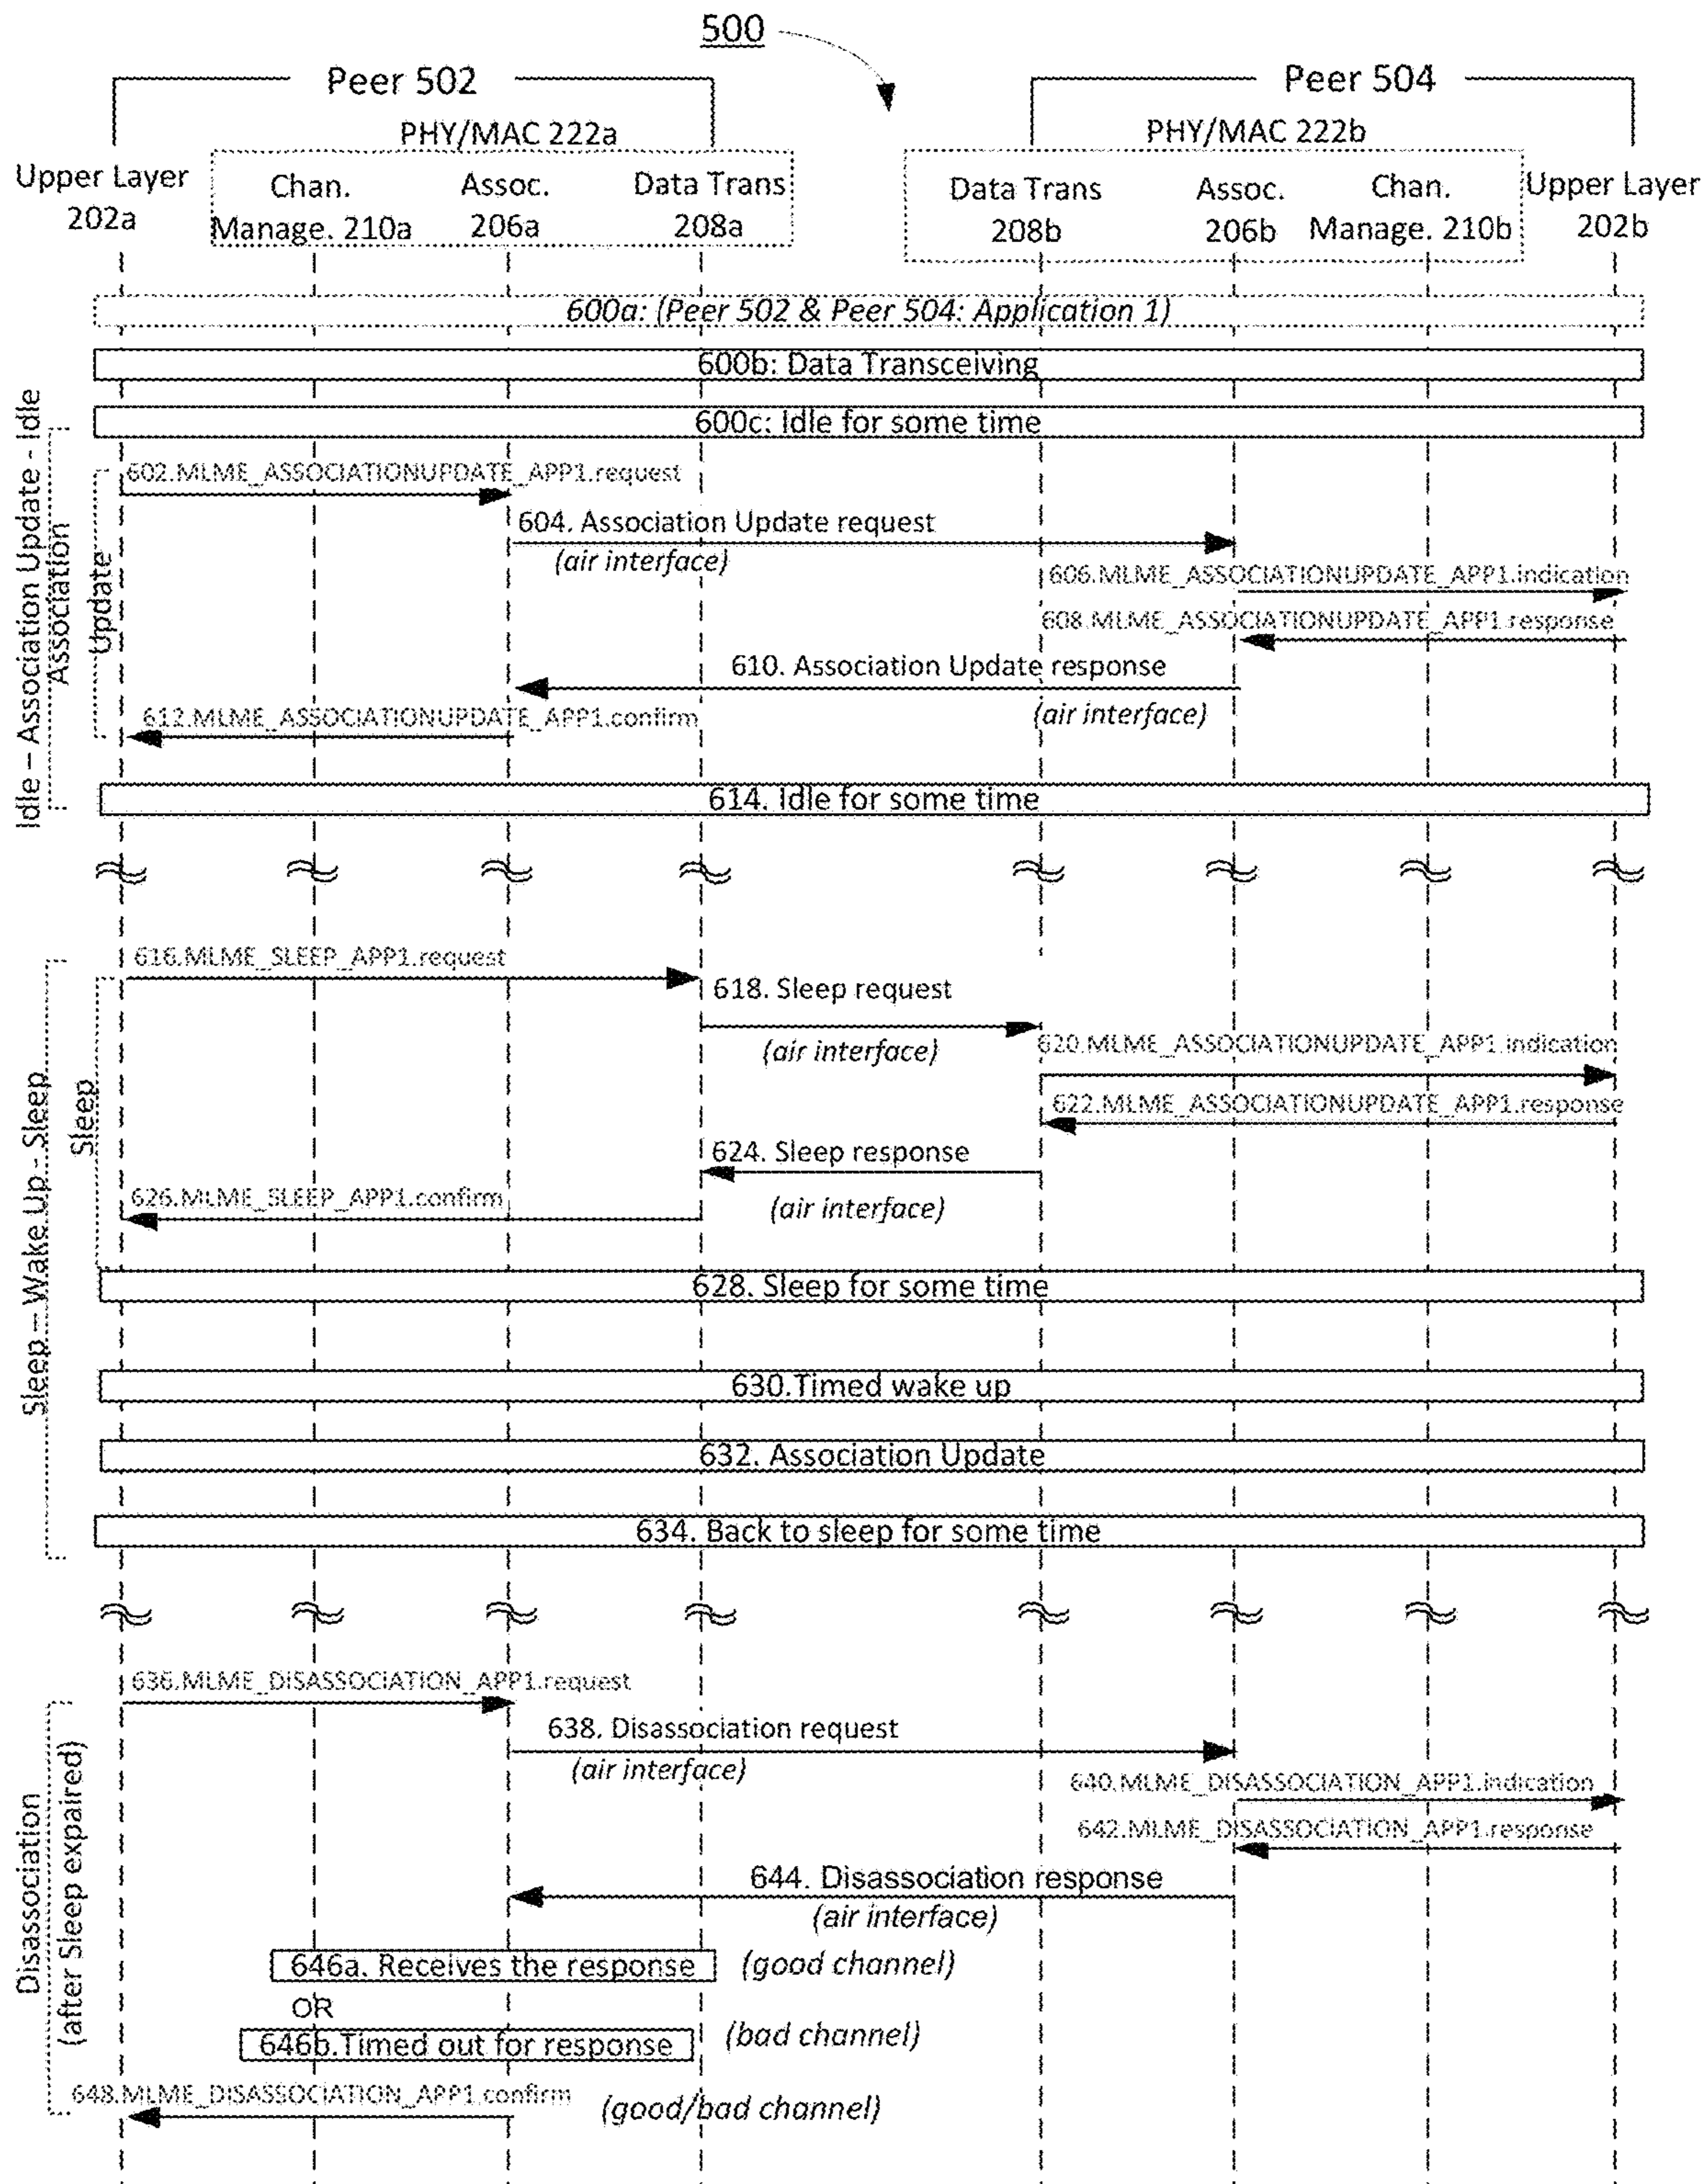 500
Peer 502
Peer 504
PHY/MAC 222a
PHY/MAC 222b
Upper Layer
202a
Chan.
Manage. 210a
Assoc.
206a
Data Trans
208a
Data Trans
208b
Assoc.
206b
Chan.
Manage. 210b
Upper Layer
202b
600a: (Peer 502 & Peer 504: Application 1)
600b: Data Transceiving
600c: Idle for some time
Idle – Association Update - Idle
Association
Update
602.MLME_ASSOCIATIONUPDATE_APP1.request
604. Association Update request
(air interface)
606.MLME_ASSOCIATIONUPDATE_APP1.indication
608.MLME_ASSOCIATIONUPDATE_APP1.response
610. Association Update response
(air interface)
612.MLME_ASSOCIATIONUPDATE_APP1.confirm
614. Idle for some time
Sleep – Wake Up - Sleep
Sleep
616.MLME_SLEEP_APP1.request
618. Sleep request
(air interface)
620.MLME_ASSOCIATIONUPDATE_APP1.indication
622.MLME_ASSOCIATIONUPDATE_APP1.response
624. Sleep response
(air interface)
626.MLME_SLEEP_APP1.confirm
628. Sleep for some time
630.Timed wake up
632. Association Update
634. Back to sleep for some time
Disassociation
(after Sleep expaired)
636.MLME_DISASSOCIATION_APP1.request
638. Disassociation request
(air interface)
640.MLME_DISASSOCIATION_APP1.indication
642.MLME_DISASSOCIATION_APP1.response
644. Disassociation response
(air interface)
646a. Receives the response
(good channel)
OR
646b.Timed out for response
(bad channel)
648.MLME_DISASSOCIATION_APP1.confirm
(good/bad channel)